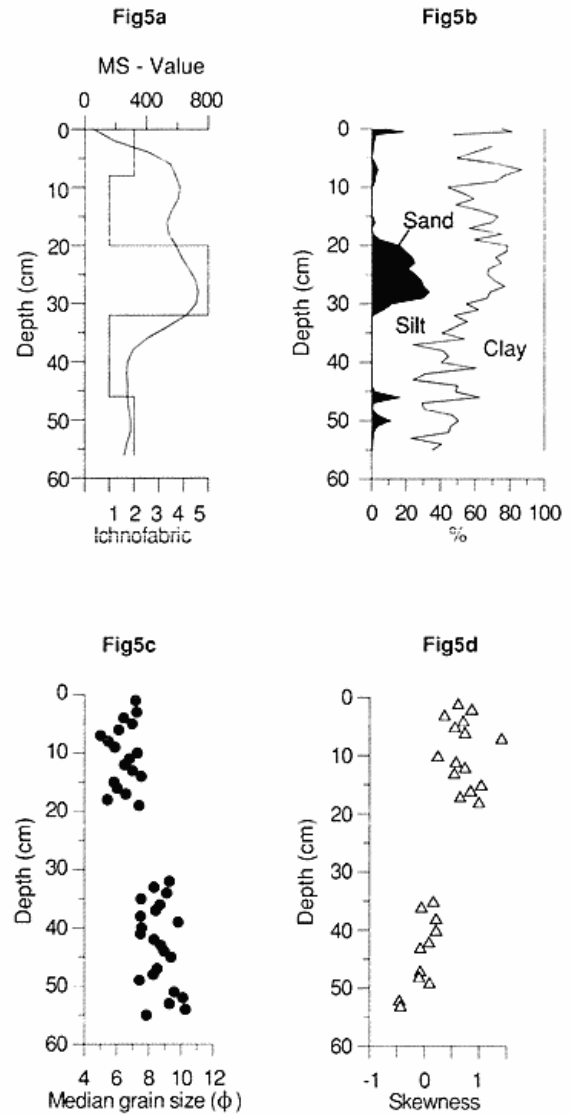 Fig5a
MS - Value
0 400 800
0
10
20
30
40
50
60
Depth (cm)
1 2 3 4 5
Ichnofabric
Fig5b
0
10
20
30
40
50
60
Depth (cm)
Sand
Silt
Clay
0 20 40 60 80 100
%
Fig5c
0
10
20
30
40
50
60
Depth (cm)
4 6 8 10 12
Median grain size (ϕ)
Fig5d
0
10
20
30
40
50
60
Depth (cm)
-1 0 1
Skewness